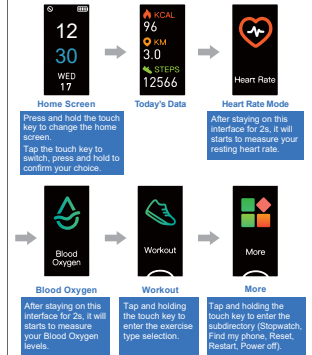 12
30
WED
17
KCAL
96
KM
3.0
STEPS
12566
Heart Rate
Home Screen
Today's Data
Heart Rate Mode
Press and hold the touch
key to change the home
screen.
Tap the touch key to
switch, press and hold to
confirm your choice.
After staying on this
interface for 2s, it will
starts to measure your
resting heart rate.
Blood
Oxygen
Workout
More
Blood Oxygen
Workout
More
After staying on this
interface for 2s, it will
starts to measure
your Blood Oxygen
levels.
Tap and holding
the touch key to
enter the exercise
type selection.
Tap and holding the
touch key to enter the
subdirectory (Stopwatch,
Find my phone, Reset,
Restart, Power off).